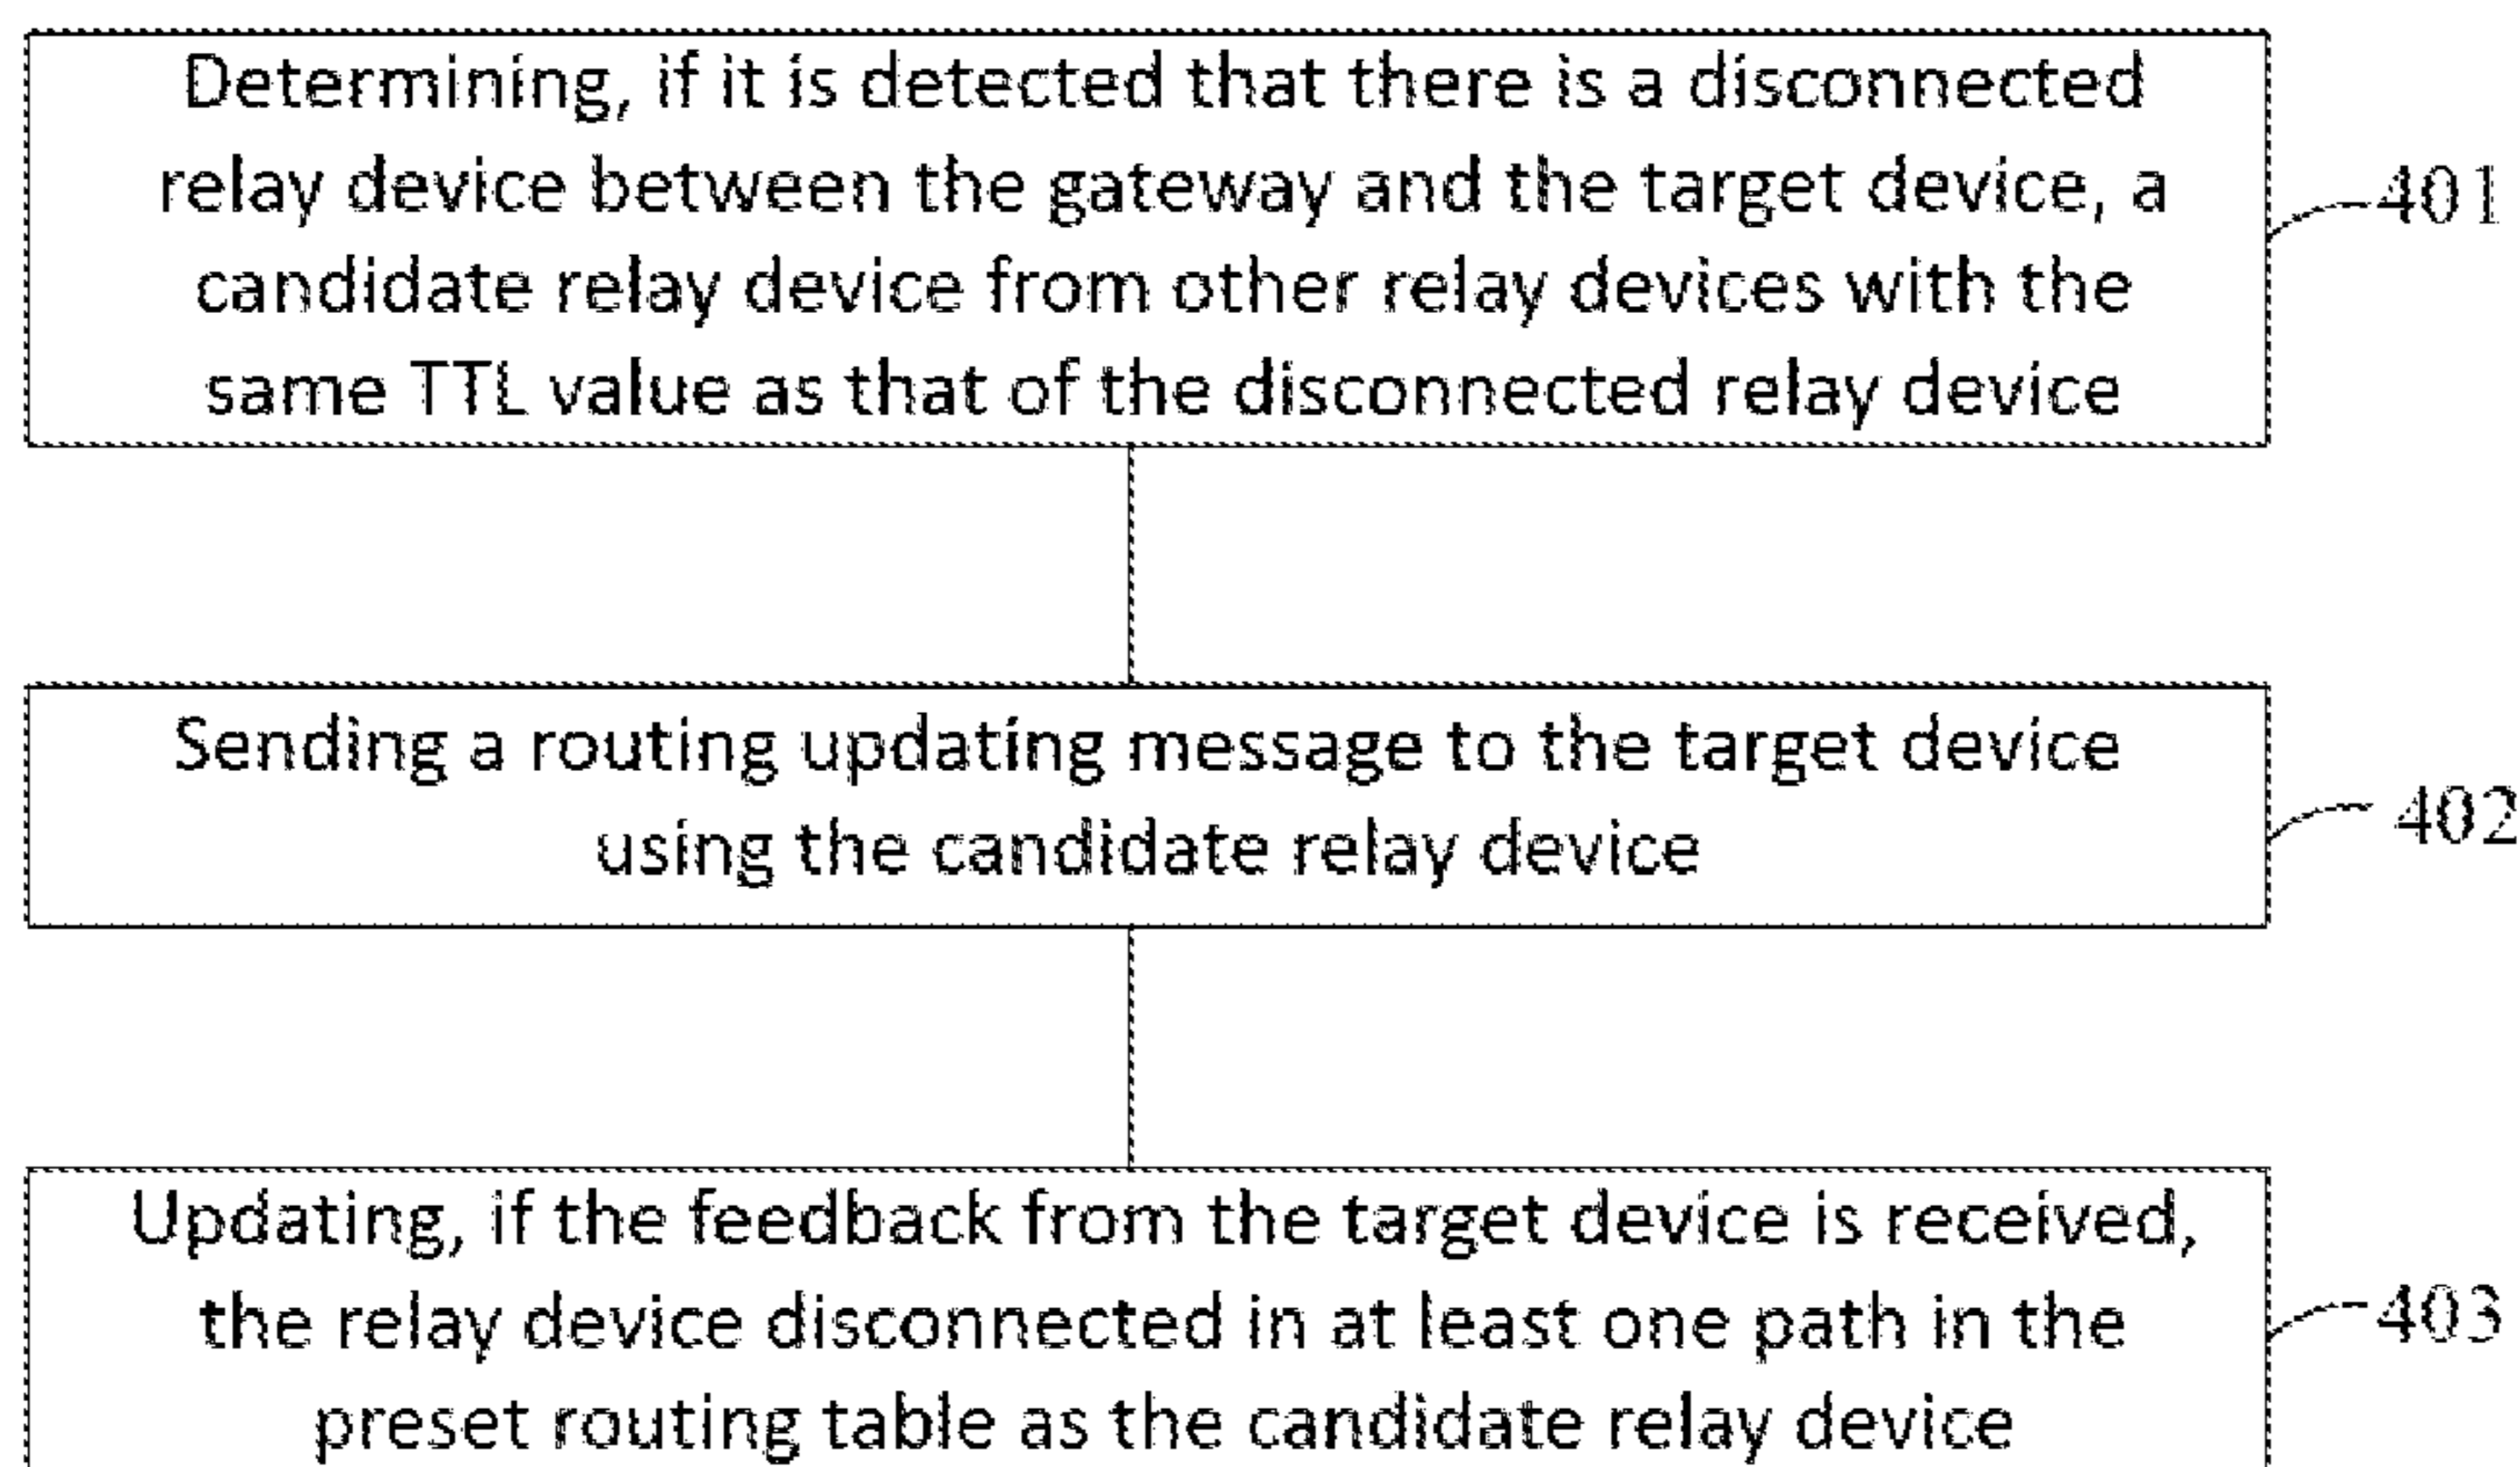 Determining, if it is detected that there is a disconnected
relay device between the gateway and the target device, a
candidate relay device from other relay devices with the
same TTL value as that of the disconnected relay device
401
Sending a routing updating message to the target device
using the candidate relay device
402
Updating, if the feedback from the target device is received,
the relay device disconnected in at least one path in the
preset routing table as the candidate relay device
403